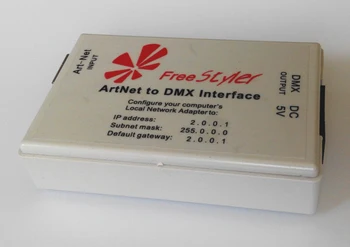 Art-Net
INPUT
FreeStyler
ArtNet to DMX Interface
Configure your computer's
Local Network Adapter to:
IP address: 2.0.0.1
Subnet mask: 255.0.0.0
Default gateway: 2.0.0.1
DMX
OUTPUT
DC
5V